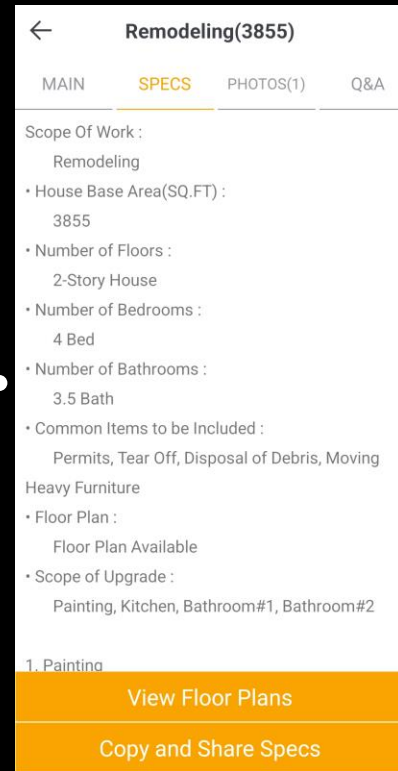 Remodeling(3855)
MAIN SPECS PHOTOS(1) Q&A
Scope Of Work :
Remodeling
• House Base Area(SQ.FT) :
3855
• Number of Floors :
2-Story House
• Number of Bedrooms :
4 Bed
• Number of Bathrooms :
3.5 Bath
• Common Items to be Included :
Permits, Tear Off, Disposal of Debris, Moving
Heavy Furniture
• Floor Plan :
Floor Plan Available
• Scope of Upgrade :
Painting, Kitchen, Bathroom#1, Bathroom#2
1. Painting
View Floor Plans
Copy and Share Specs